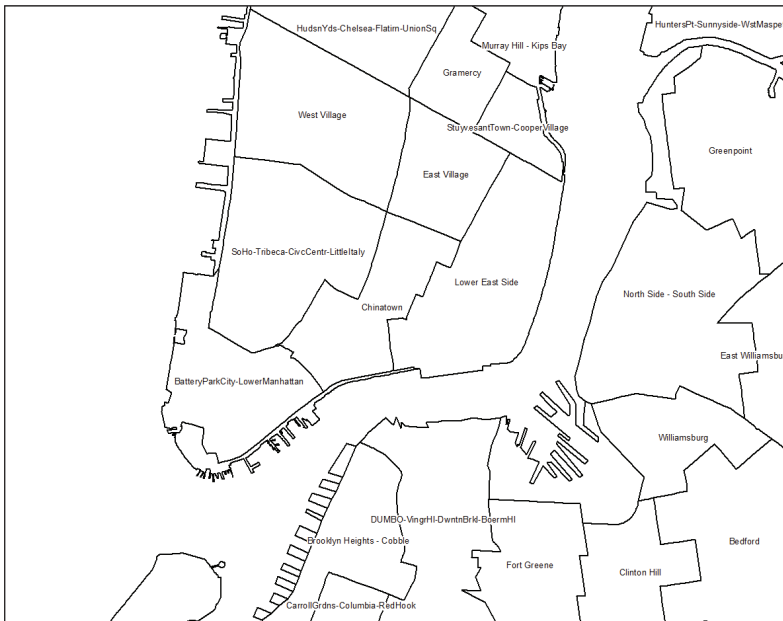 HudsnYds-Chelsea-Flatirn-UnionSq
HuntersPt-Sunnyside-WstMaspe
Murray Hill - Kips Bay
Gramercy
West Village
StuyvesantTown-CooperVillage
Greenpoint
East Village
SoHo-Tribeca-CivcCentr-LittleItaly
Lower East Side
North Side - South Side
Chinatown
East Williamsbu
BatteryParkCity-LowerManhattan
Williamsburg
DUMBO-VingrHl-DwntnBrkl-BoermHl
Brooklyn Heights - Cobble
Bedford
Fort Greene
Clinton Hill
CarrollGrdns-Columbia-RedHook